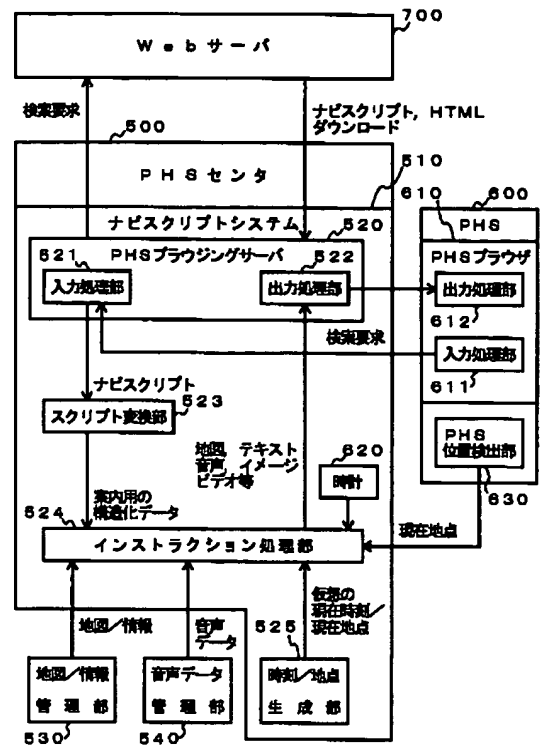 700
Webサーバ
検索要求
ナビスクリプト,HTML
ダウンロード
500
510
PHSセンタ
610
600
PHS
ナビスクリプトシステム
520
521
PHSブラウジングサーバ
522
PHSブラウザ
入力処理部
出力処理部
出力処理部
612
検索要求
入力処理部
611
ナビスクリプト
スクリプト変換部
523
地図,テキスト
音声,イメージ
ビデオ等
620
時計
PHS
位置検出部
630
案内用の
構造化データ
524
現在地点
インストラクション処理部
地図/情報
音声
データ
仮想の
現在時刻/
現在地点
525
地図/情報
管理部
音声データ
管理部
時刻/地点
生成部
530
540